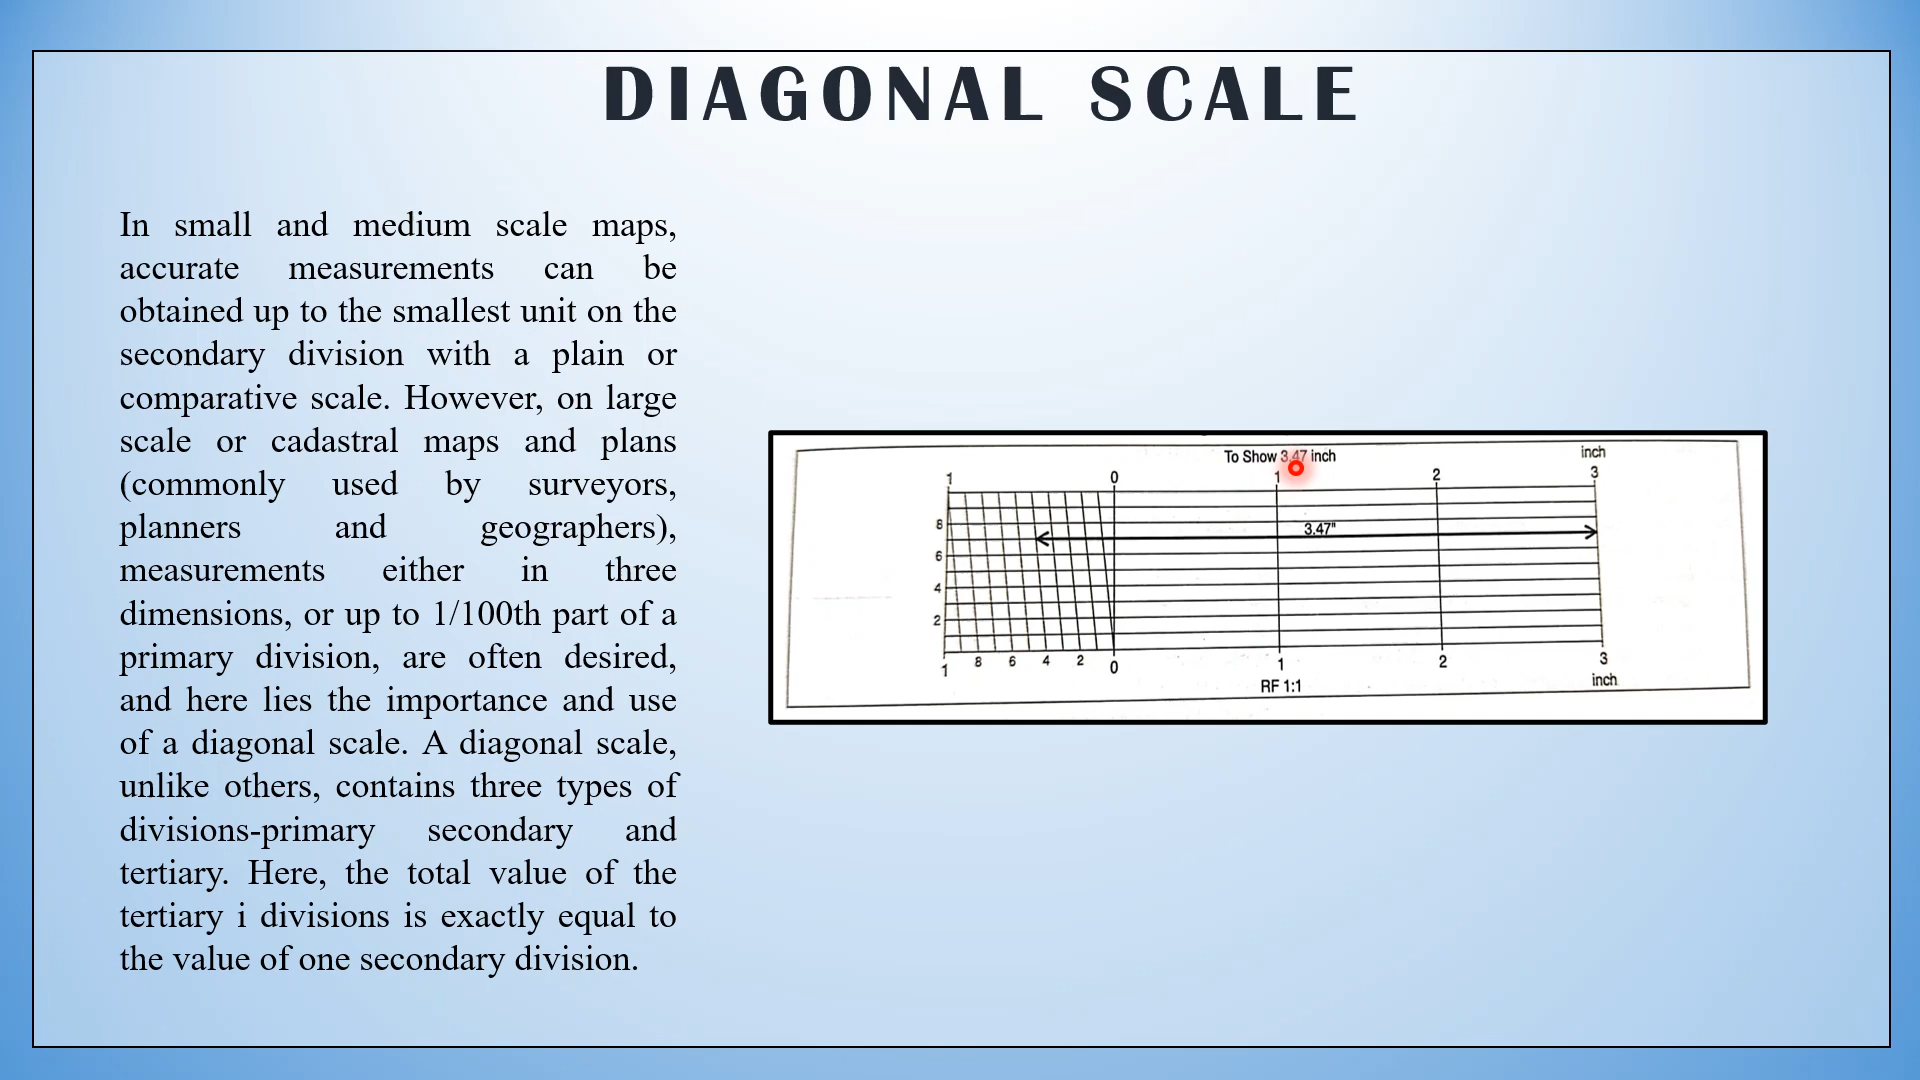 DIAGONAL SCALE
In small and medium scale maps,
accurate measurements can be
obtained up to the smallest unit on the
secondary division with a plain or
comparative scale. However, on large
scale or cadastral maps and plans
(commonly used by surveyors,
planners and geographers),
measurements either in three
dimensions, or up to 1/100th part of a
primary division, are often desired,
and here lies the importance and use
of a diagonal scale. A diagonal scale,
unlike others, contains three types of
divisions-primary secondary and
tertiary. Here, the total value of the
tertiary i divisions is exactly equal to
the value of one secondary division.
To Show 3.47 inch
inch
1 0 1 2 3
8
3.47"
6
4
2
1 8 6 4 2 0 1 2 3
RF 1:1
inch